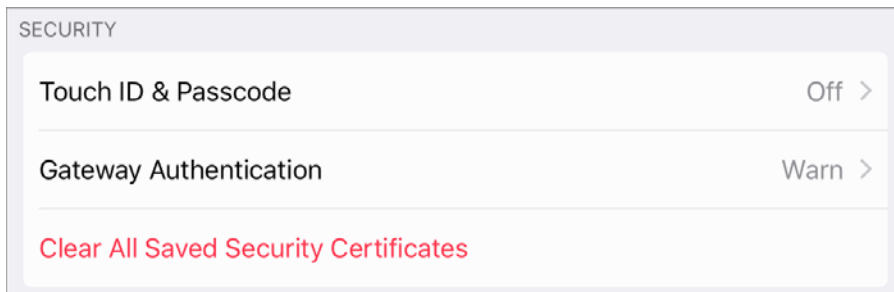 SECURITY
Touch ID & Passcode Off
Gateway Authentication Warn
Clear All Saved Security Certificates